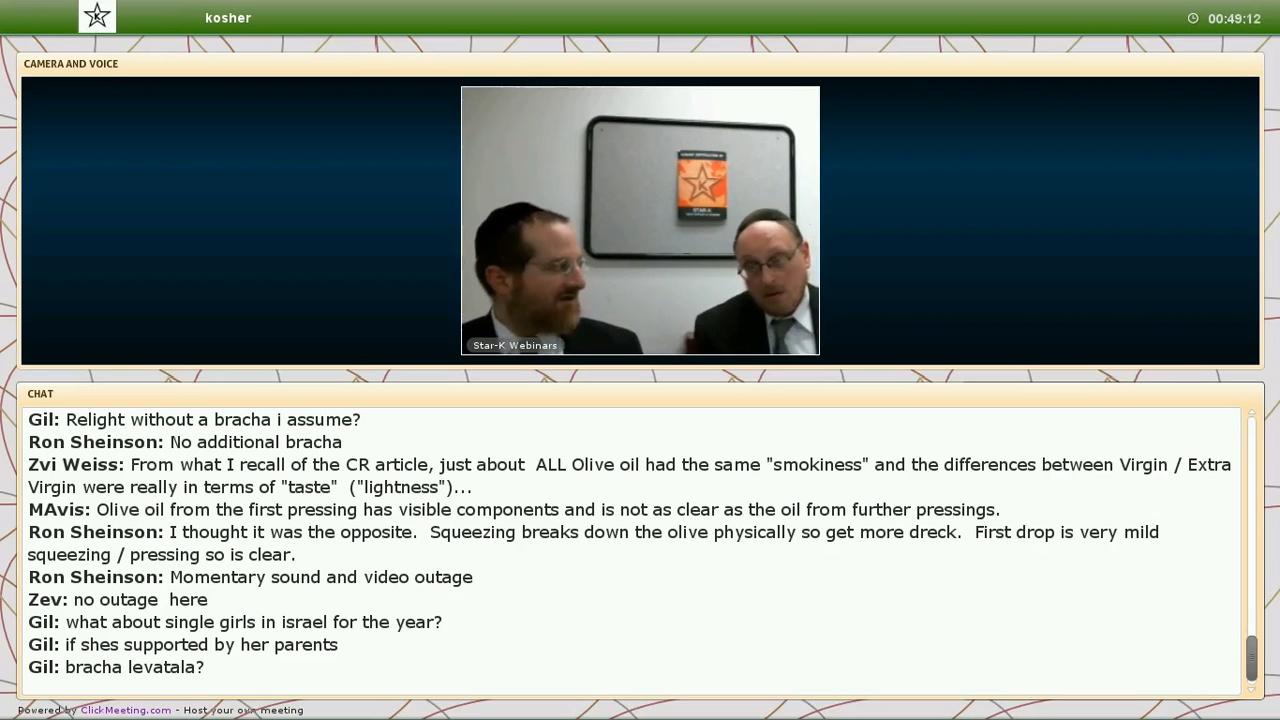 K
kosher
00:49:12
CAMERA AND VOICE
K
STAR-K
Star-K Webinars
CHAT
Gil: Relight without a bracha i assume?
Ron Sheinson: No additional bracha
Zvi Weiss: From what I recall of the CR article, just about  ALL Olive oil had the same "smokiness" and the differences between Virgin / Extra
Virgin were really in terms of "taste"  ("lightness")...
MAvis: Olive oil from the first pressing has visible components and is not as clear as the oil from further pressings.
Ron Sheinson: I thought it was the opposite.  Squeezing breaks down the olive physically so get more dreck.  First drop is very mild
squeezing / pressing so is clear.
Ron Sheinson: Momentary sound and video outage
Zev: no outage  here
Gil: what about single girls in israel for the year?
Gil: if shes supported by her parents
Gil: bracha levatala?
Powered by ClickMeeting.com - Host your own meeting